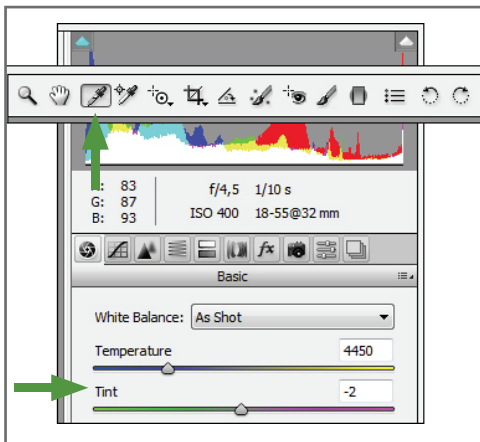 R: 83
G: 87
B: 93
f/4,5 1/10 s
ISO 400 18-55@32 mm
fx
Basic
White Balance: As Shot
Temperature 4450
Tint -2